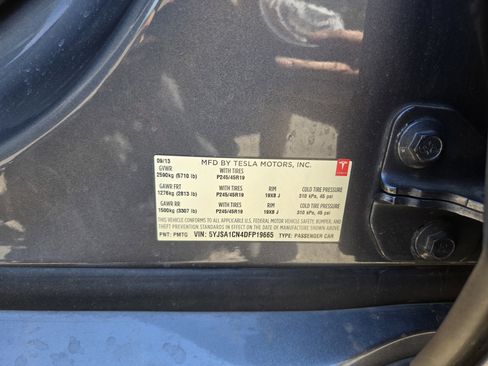 09/13 MFD BY TESLA MOTORS, INC.
GVWR WITH TIRES
2590kg (5710 lb) P245/45R19
GAWR FRT WITH TIRES RIM COLD TIRE PRESSURE
1276kg (2813 lb) P245/45R19 19X8 J 310 kPa, 45 psi
GAWR RR WITH TIRES RIM COLD TIRE PRESSURE
1500kg (3307 lb) P245/45R19 19X8 J 310 kPa, 45 psi
THIS VEHICLE CONFORMS TO ALL APPLICABLE U.S. FEDERAL MOTOR VEHICLE
SAFETY, BUMPER, AND THEFT PREVENTION STANDARDS IN
EFFECT ON THE DATE OF MANUFACTURE SHOWN ABOVE
PNT: PMTG VIN: 5YJSA1CN4DFP19665 TYPE: PASSENGER CAR